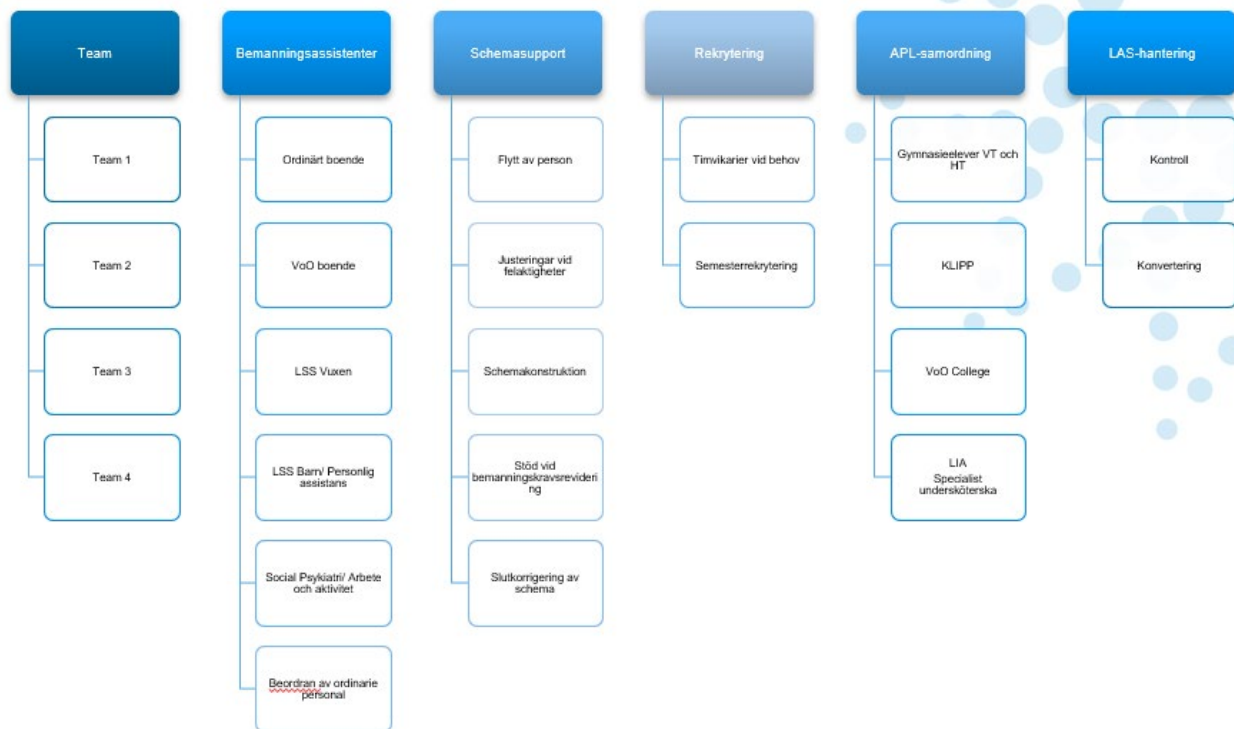 Team
Team 1
Team 2
Team 3
Team 4
Bemanningsassistenter
Ordinärt boende
VoO boende
LSS Vuxen
LSS Barn/ Personlig
assistans
Social Psykiatri/ Arbete
och aktivitet
Beordran av ordinarie
personal
Schemasupport
Flytt av person
Justeringar vid
felaktigheter
Schemakonstruktion
Stöd vid
bemanningskravsrevideri
ng
Slutkorrigering av
schema
Rekrytering
Timvikarier vid behov
Semesterrekrytering
APL-samordning
Gymnasieelever VT och
HT
KLIPP
VoO College
LIA
Specialist
undersköterska
LAS-hantering
Kontroll
Konvertering